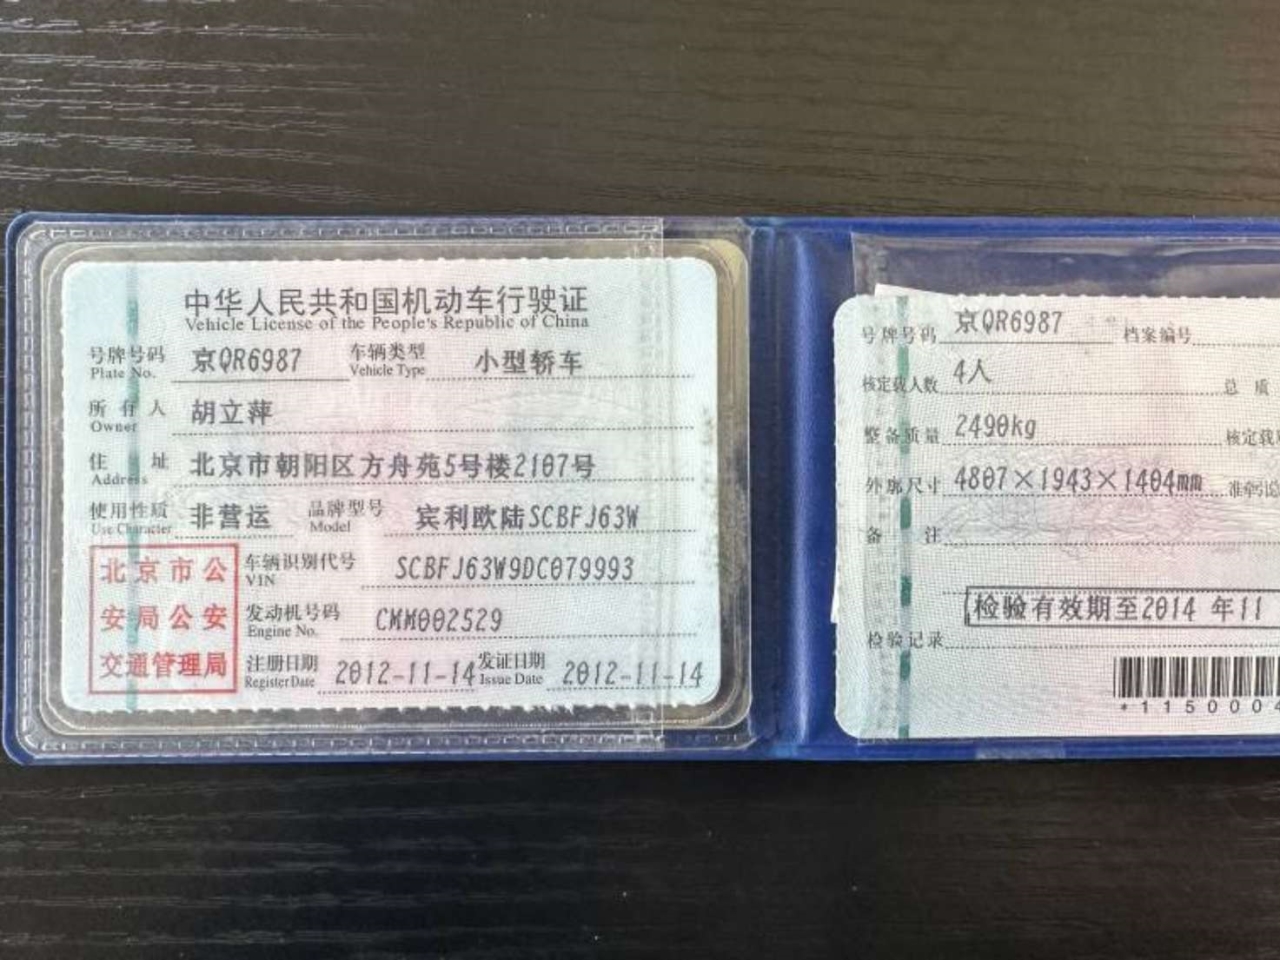 中华人民共和国机动车行驶证
Vehicle License of the People's Republic of China
号牌号码 京QR6987 车辆类型 小型轿车
Plate No. Vehicle Type
所有人 胡立萍
Owner
住址 北京市朝阳区方舟苑5号楼2107号
Address
使用性质 非营运 品牌型号 宾利欧陆SCBFJ63W
Use Character Model
北京市公
安局公安
交通管理局
车辆识别代号 SCBFJ63W9DC079993
VIN
发动机号码 CMM002529
Engine No.
注册日期 2012-11-14 发证日期 2012-11-14
Register Date Issue Date
号牌号码 京QR6987 档案编号
核定载人数 4人 总质
整备质量 2490kg 核定载
外廓尺寸 4807×1943×1404mm 准牵引
备注
检验有效期至2014 年11
检验记录
*1150004